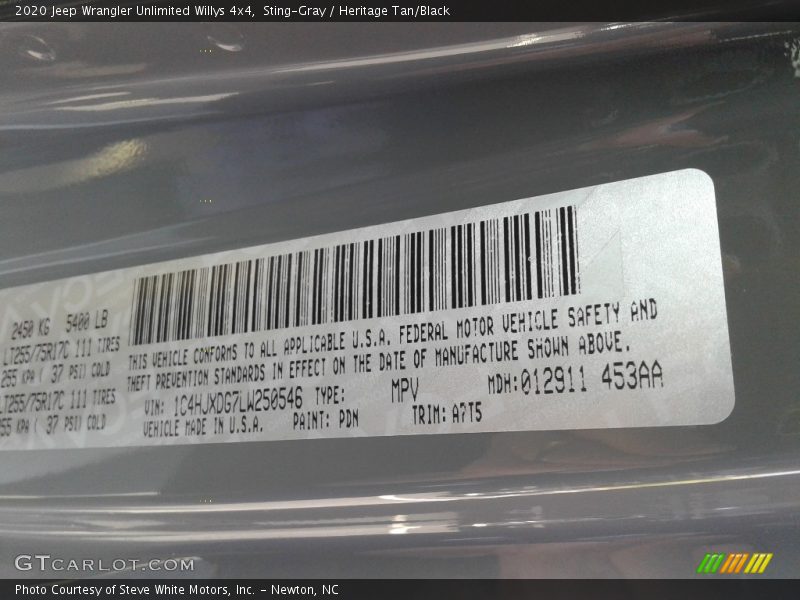 2020 Jeep Wrangler Unlimited Willys 4x4, Sting-Gray / Heritage Tan/Black
2450 KG 5400 LB
LT255/75R17C 111 TIRES
255 KPA ( 37 PSI) COLD
LT255/75R17C 111 TIRES
255 KPA ( 37 PSI) COLD
THIS VEHICLE CONFORMS TO ALL APPLICABLE U.S.A. FEDERAL MOTOR VEHICLE SAFETY AND
THEFT PREVENTION STANDARDS IN EFFECT ON THE DATE OF MANUFACTURE SHOWN ABOVE.
VIN: 1C4HJXDG7LW250546 TYPE: MPV MDH:012911 453AA
VEHICLE MADE IN U.S.A. PAINT: PDN TRIM: A7T5
GTCARLOT.COM
Photo Courtesy of Steve White Motors, Inc. - Newton, NC